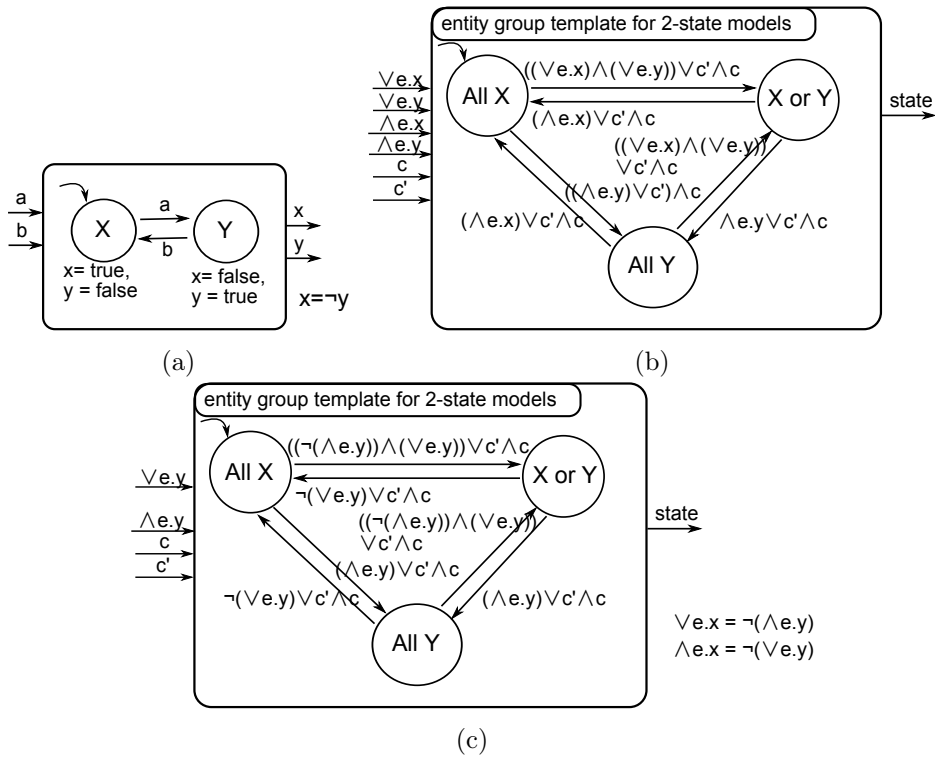 entity group template for 2-state models
All X
((∨e.x)∧(∨e.y))∨c'∧c
X or Y
(∧e.x)∨c'∧c
((∨e.x)∧(∨e.y))
∨c'∧c
((∧e.y)∨c')∧c
(∧e.x)∨c'∧c
∧e.y∨c'∧c
All Y
∨e.x
∨e.y
∧e.x
∧e.y
c
c'
state
a
b
X
a
b
Y
x= true,
y = false
x= false,
y = true
x
y
x=¬y
(a)
(b)
entity group template for 2-state models
All X
((¬(∧e.y))∧(∨e.y))∨c'∧c
X or Y
¬(∨e.y)∨c'∧c
((¬(∧e.y))∧(∨e.y))
∨c'∧c
(∧e.y)∨c'∧c
¬(∨e.y)∨c'∧c
(∧e.y)∨c'∧c
All Y
∨e.y
∧e.y
c
c'
state
∨e.x = ¬(∧e.y)
∧e.x = ¬(∨e.y)
(c)